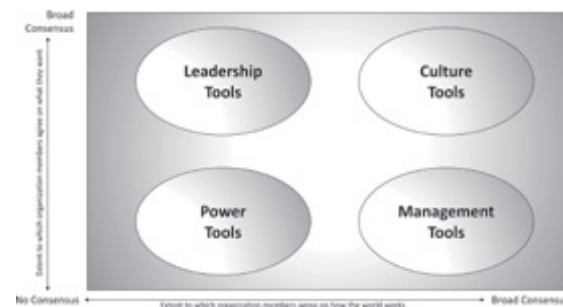 Broad
Consensus
Extent to which organization members agree on what they want
Leadership
Tools
Culture
Tools
Power
Tools
Management
Tools
No Consensus
Extent to which organization members agree on how the world works
Broad Consensus